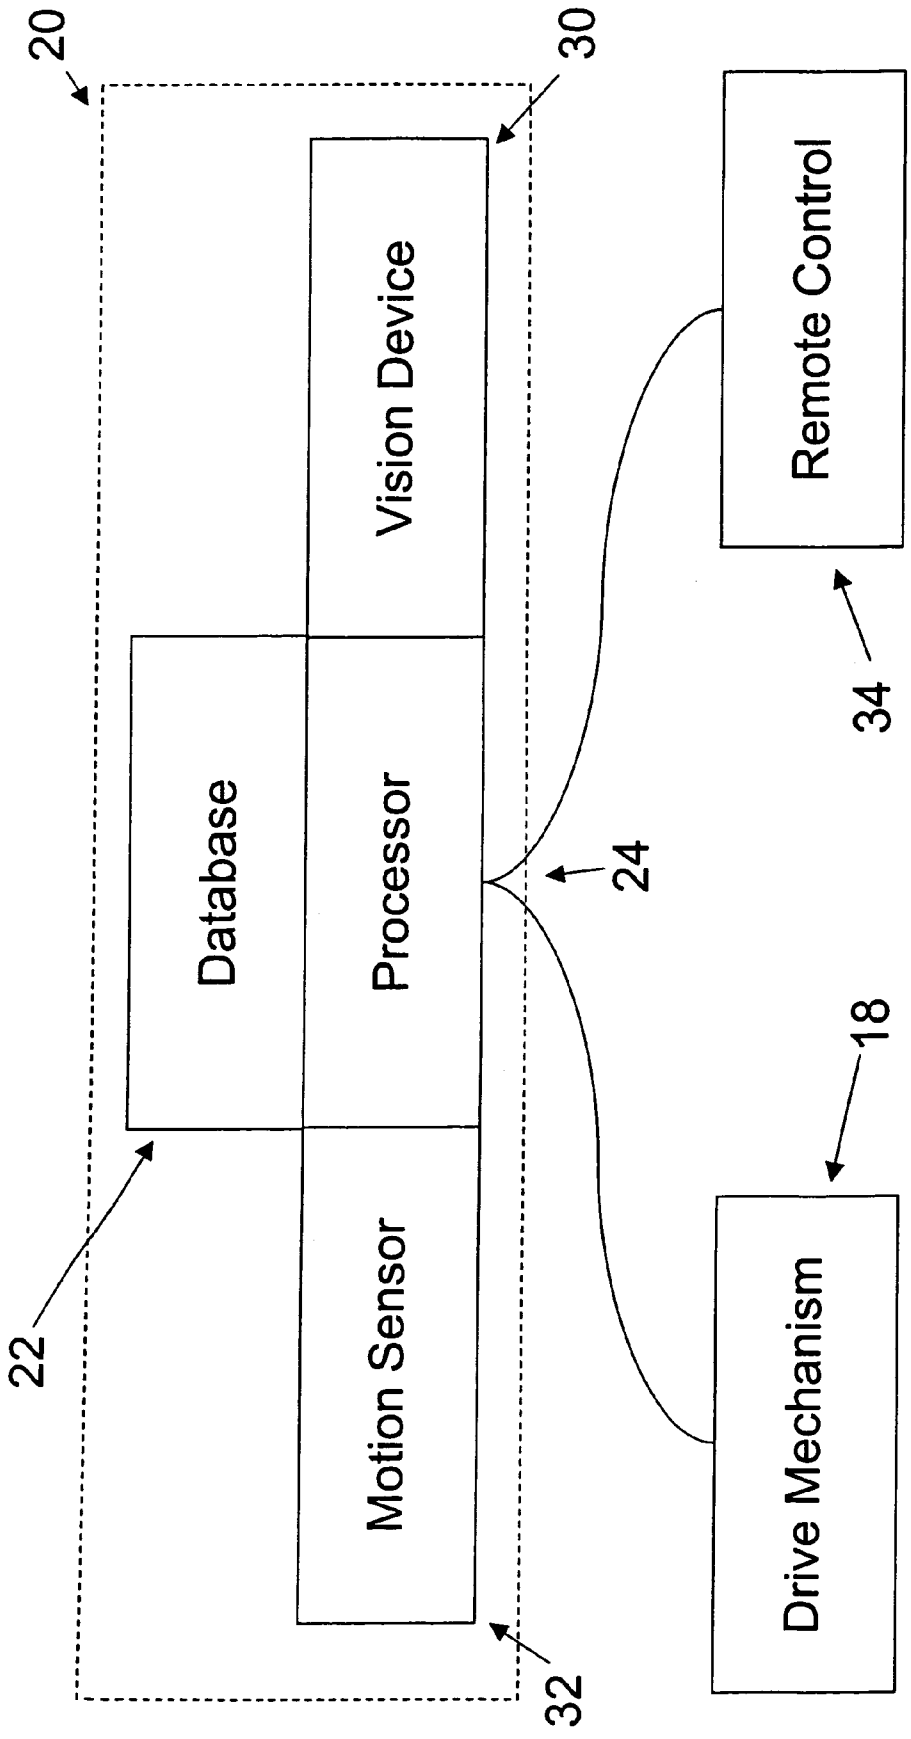 20
22
Database
Motion Sensor
Processor
Vision Device
32
24
30
18
34
Drive Mechanism
Remote Control